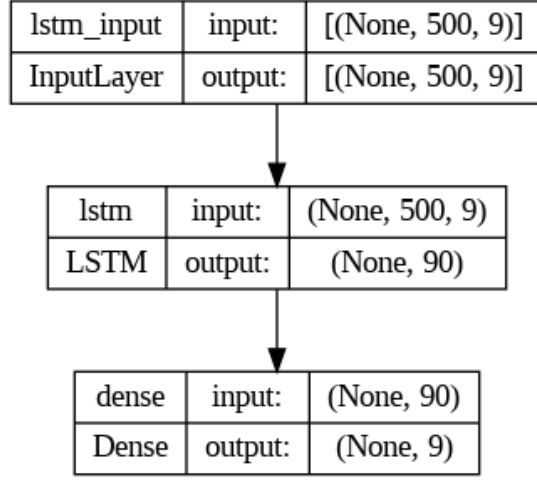 lstm_input input: [(None, 500, 9)]
InputLayer output: [(None, 500, 9)]
lstm input: (None, 500, 9)
LSTM output: (None, 90)
dense input: (None, 90)
Dense output: (None, 9)